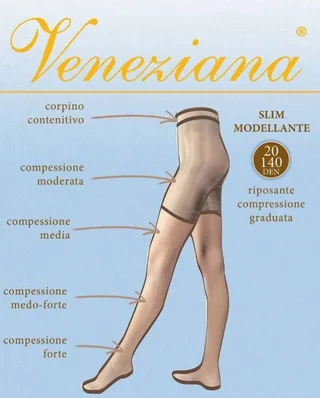 Veneziana®
corpino
contenitivo
SLIM
MODELLANTE
20
140
DEN
riposante
compressione
graduata
compessione
moderata
compessione
media
compessione
medo-forte
compessione
forte